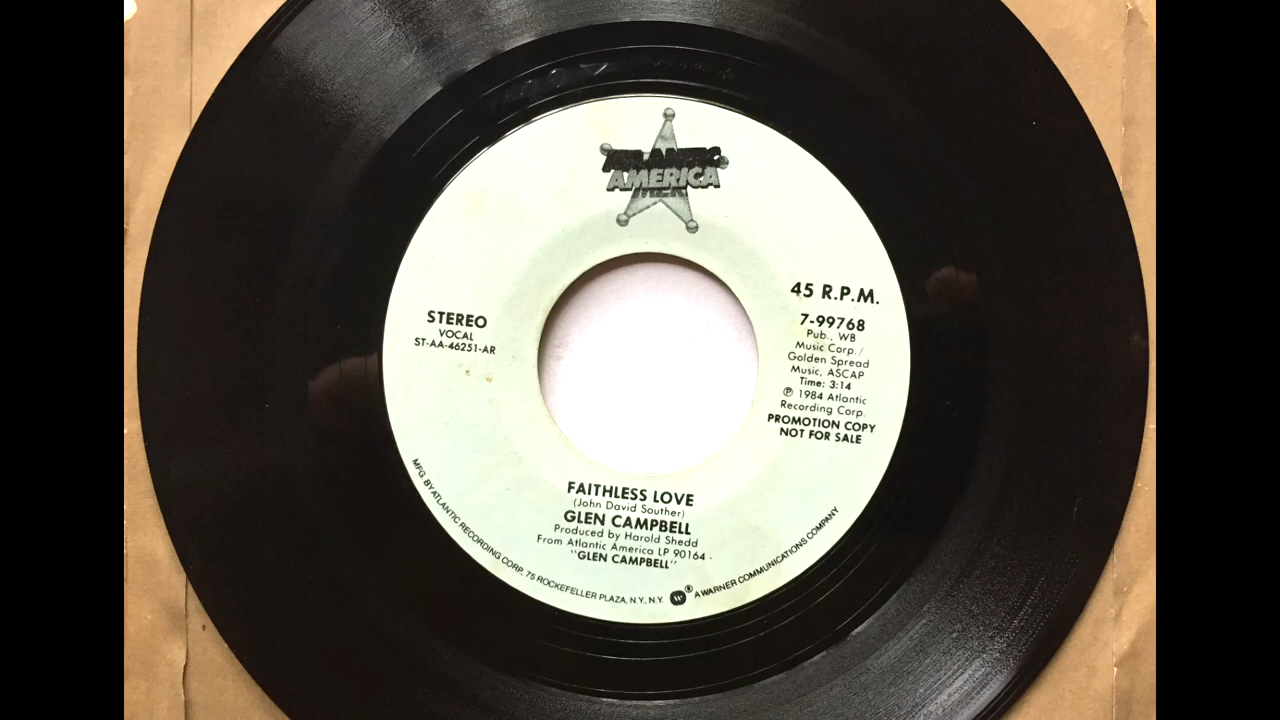 ATLANTIC
AMERICA
STEREO
VOCAL
ST-AA-46251-AR
45 R.P.M.
7-99768
Pub., WB
Music Corp./
Golden Spread
Music, ASCAP
Time: 3:14
℗ 1984 Atlantic
Recording Corp.
PROMOTION COPY
NOT FOR SALE
FAITHLESS LOVE
(John David Souther)
GLEN CAMPBELL
Produced by Harold Shedd
From Atlantic America LP 90164 -
"GLEN CAMPBELL"
MFG. BY ATLANTIC RECORDING CORP., 75 ROCKEFELLER PLAZA, N.Y., N.Y. W ® A WARNER COMMUNICATIONS COMPANY